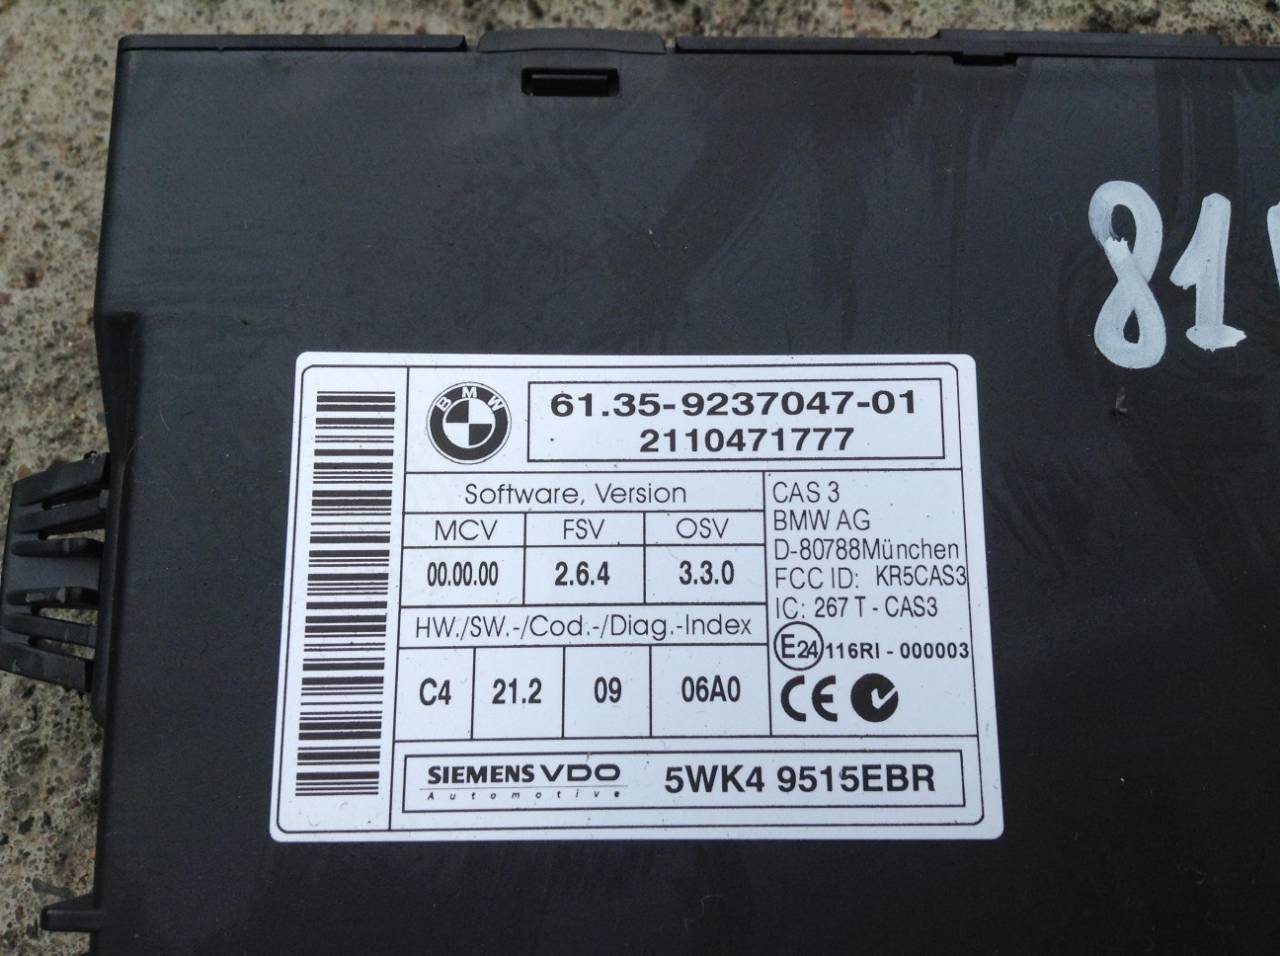 81
BMW
61.35-9237047-01
2110471777
Software, Version
MCV FSV OSV
00.00.00 2.6.4 3.3.0
HW./SW.-/Cod.-/Diag.-Index
C4 21.2 09 06A0
CAS 3
BMW AG
D-80788München
FCC ID: KR5CAS3
IC: 267 T - CAS3
E24 116RI - 000003
CE
SIEMENS VDO
Automotive
5WK4 9515EBR